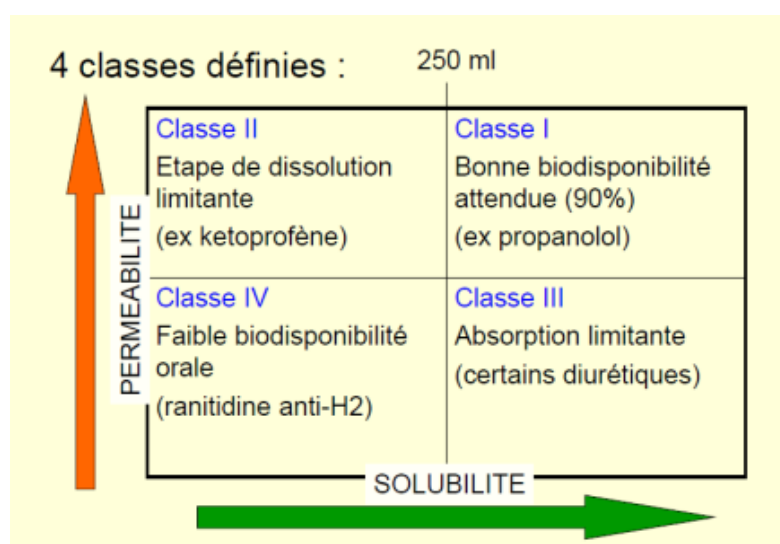 4 classes définies :
250 ml
Classe II
Etape de dissolution
limitante
(ex ketoprofène)
Classe I
Bonne biodisponibilité
attendue (90%)
(ex propanolol)
PERMEABILITE
Classe IV
Faible biodisponibilité
orale
(ranitidine anti-H2)
Classe III
Absorption limitante
(certains diurétiques)
SOLUBILITE